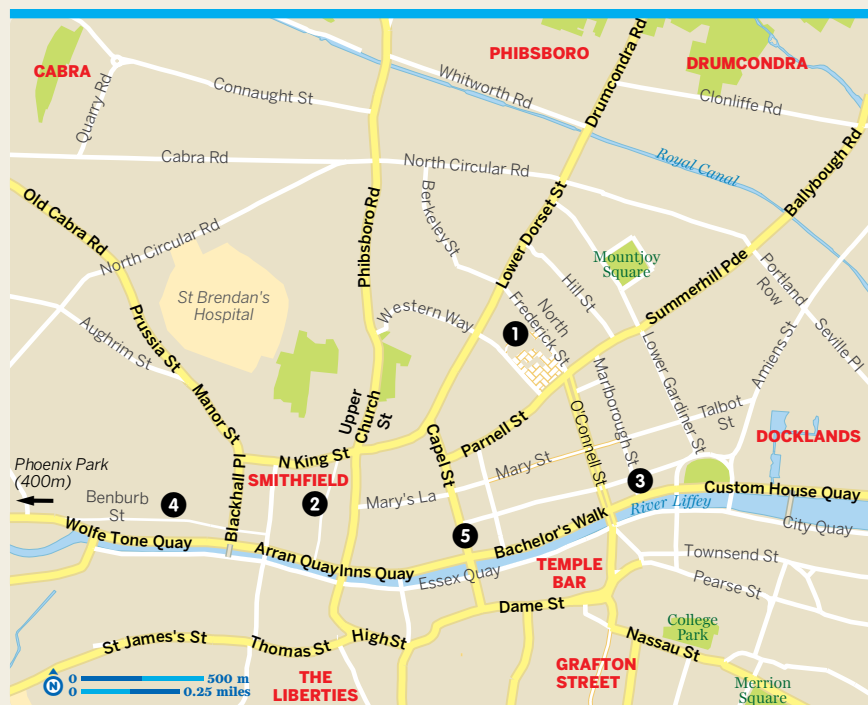 PHIBSBORO
DRUMCONDRA
CABRA
Drumcondra Rd
Whitworth Rd
Connaught St
Clonliffe Rd
Quarry Rd
Cabra Rd
North Circular Rd
Royal Canal
Ballybough Rd
Old Cabra Rd
North Circular Rd
Phibsboro Rd
Berkeley St
Lower Dorset St
Mountjoy
Square
Hill St
Summerhill Pde
Portland
Row
St Brendan's
Hospital
Prussia St
Aughrim St
Western Way
North
Frederick St
1
Seville Pl
Amiens St
Manor St
Upper
Church
St
Marlborough St
Lower Gardiner St
Talbot
St
O'Connell St
Parnell St
Capel St
DOCKLANDS
N King St
Mary St
Phoenix Park
(400m)
Blackhall Pl
SMITHFIELD
Benburb
St
4
2
Mary's La
3
Custom House Quay
River Liffey
City Quay
Wolfe Tone Quay
Arran Quay
Inns Quay
5
Bachelor's Walk
Essex Quay
TEMPLE
BAR
Townsend St
Pearse St
Dame St
College
Park
St James's St
Thomas St
High St
Nassau St
THE
LIBERTIES
GRAFTON
STREET
Merrion
Square
N
0 500 m
0 0.25 miles